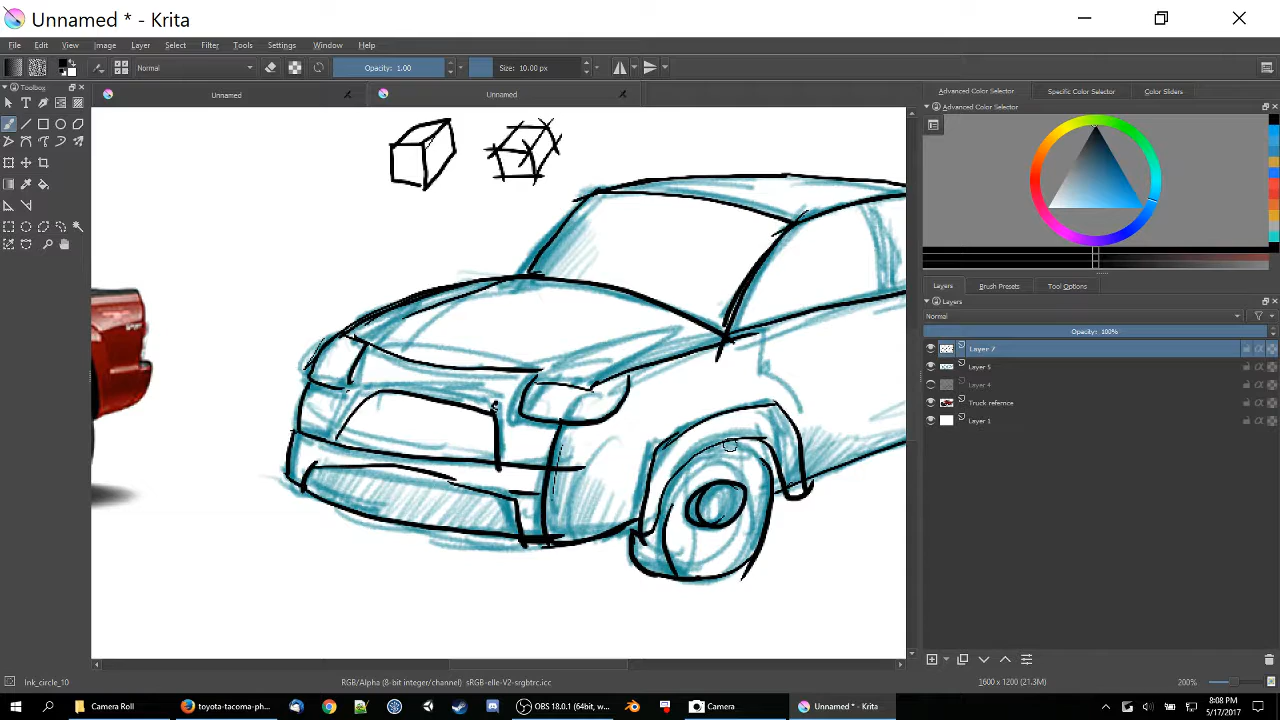 Unnamed * - Krita
File Edit View Image Layer Select Filter Tools Settings Window Help
Normal Opacity: 1.00 Size: 10.00 px
Toolbox
Unnamed
Unnamed
Advanced Color Selector Specific Color Selector Color Sliders
Advanced Color Selector
Layers Brush Presets Tool Options
Layers
Normal
Opacity: 100%
Layer 7
Layer 5
Layer 4
Truck refernce
Layer 1
Ink_circle_10 RGB/Alpha (8-bit integer/channel) sRGB-elle-V2-srgbtrc.icc 1600 x 1200 (21.3M) 200%
Camera Roll toyota-tacoma-ph... OBS 18.0.1 (64bit, w... Camera Unnamed * - Krita 8:08 PM
5/17/2017